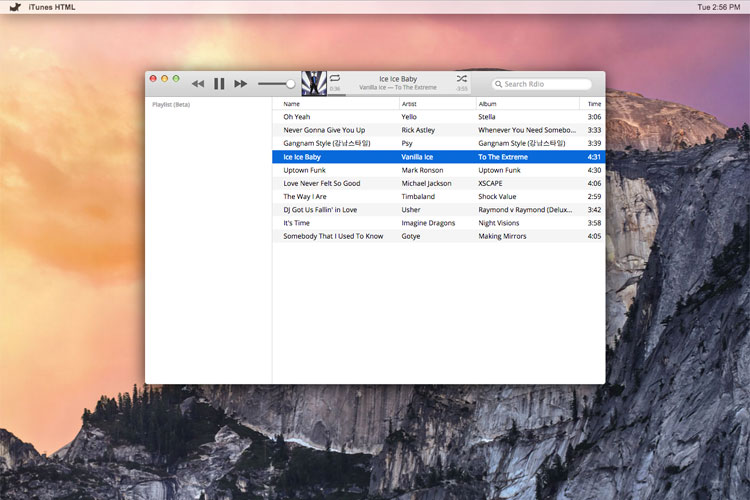 iTunes HTML
Tue 2:56 PM
Ice Ice Baby
0:36 Vanilla Ice — To The Extreme -3:55
Search Rdio
Playlist (Beta)
Name Artist Album Time
Oh Yeah Yello Stella 3:06
Never Gonna Give You Up Rick Astley Whenever You Need Somebo... 3:33
Gangnam Style (강남스타일) Psy Gangnam Style (강남스타일) 3:39
Ice Ice Baby Vanilla Ice To The Extreme 4:31
Uptown Funk Mark Ronson Uptown Funk 4:30
Love Never Felt So Good Michael Jackson XSCAPE 4:06
The Way I Are Timbaland Shock Value 2:59
DJ Got Us Fallin' in Love Usher Raymond v Raymond (Delux... 3:42
It's Time Imagine Dragons Night Visions 3:58
Somebody That I Used To Know Gotye Making Mirrors 4:05